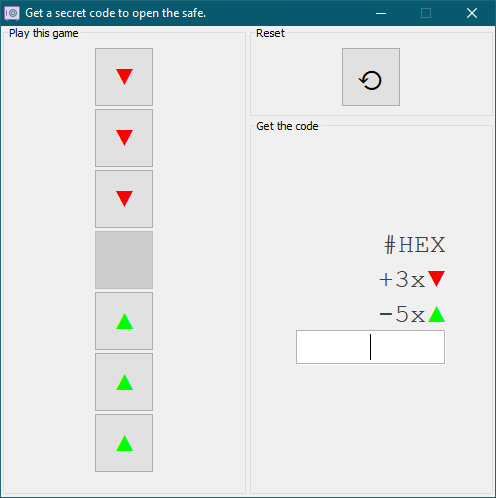 Get a secret code to open the safe.
Play this game
Reset
▼
▼
▼
▲
▲
▲
⟲
Get the code
#HEX
+3x▼
-5x▲